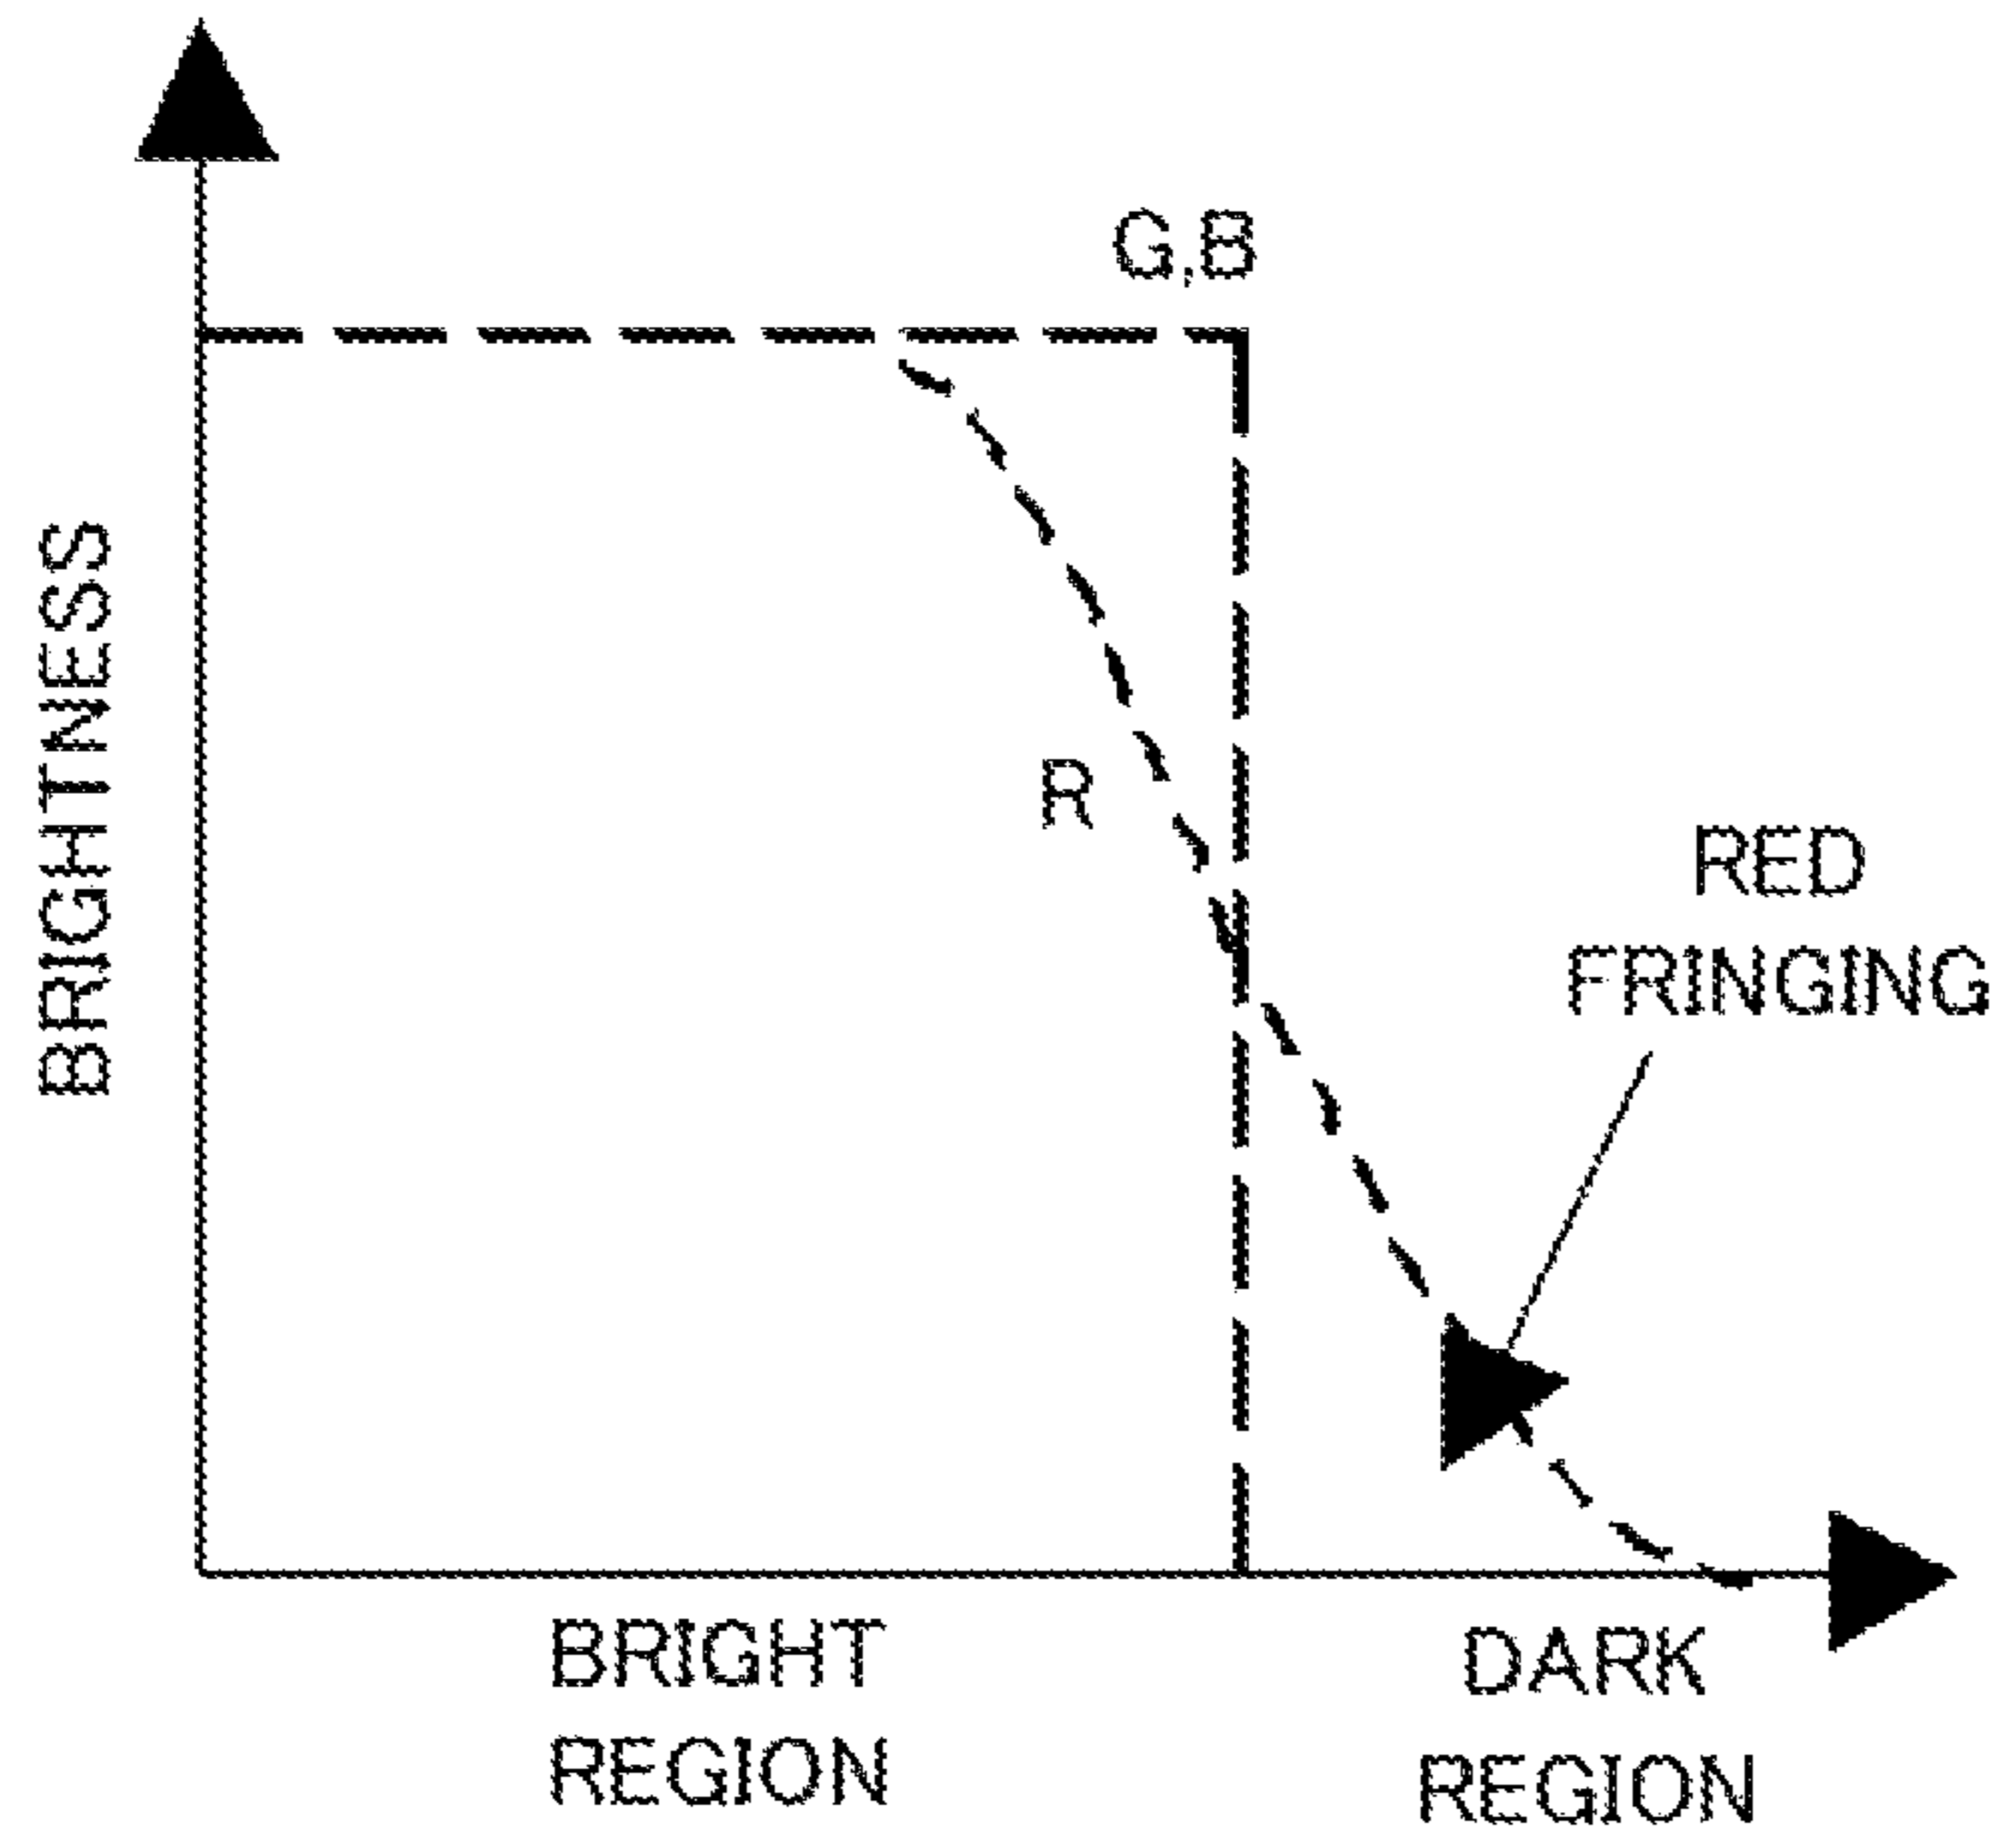 G,B
BRIGHTNESS
R
RED
FRINGING
BRIGHT
REGION
DARK
REGION